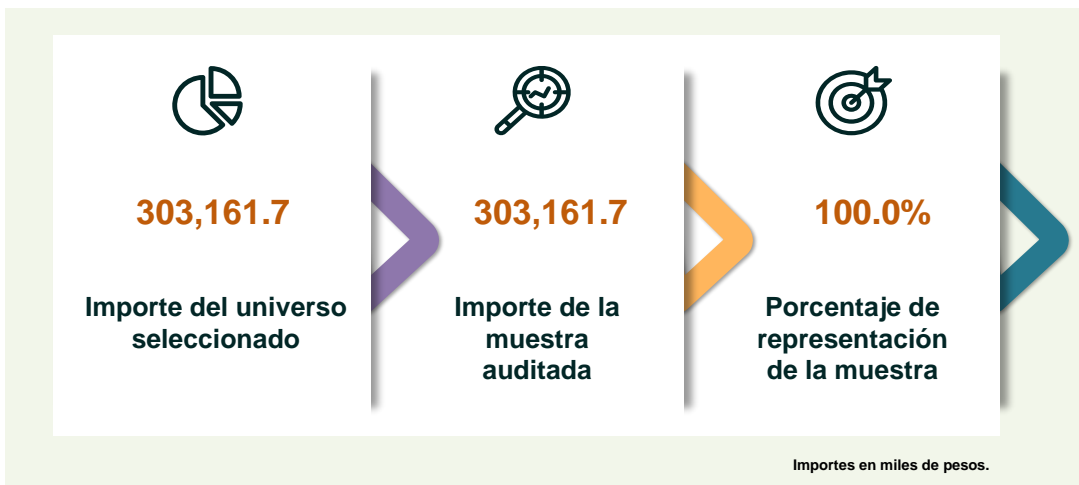 303,161.7
Importe del universo
seleccionado
303,161.7
Importe de la
muestra
auditada
100.0%
Porcentaje de
representación
de la muestra
Importes en miles de pesos.